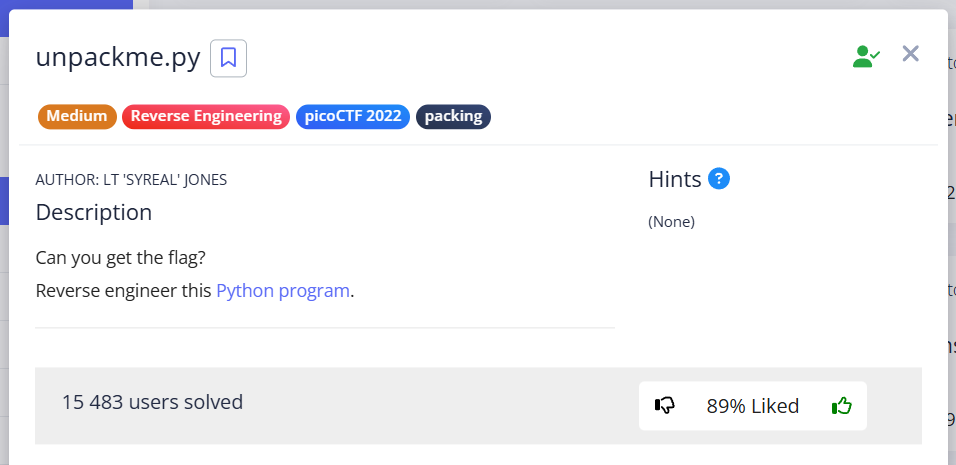 unpackme.py
Medium
Reverse Engineering
picoCTF 2022
packing
AUTHOR: LT 'SYREAL' JONES
Description
Can you get the flag?
Reverse engineer this Python program.
Hints
(None)
15 483 users solved
89% Liked